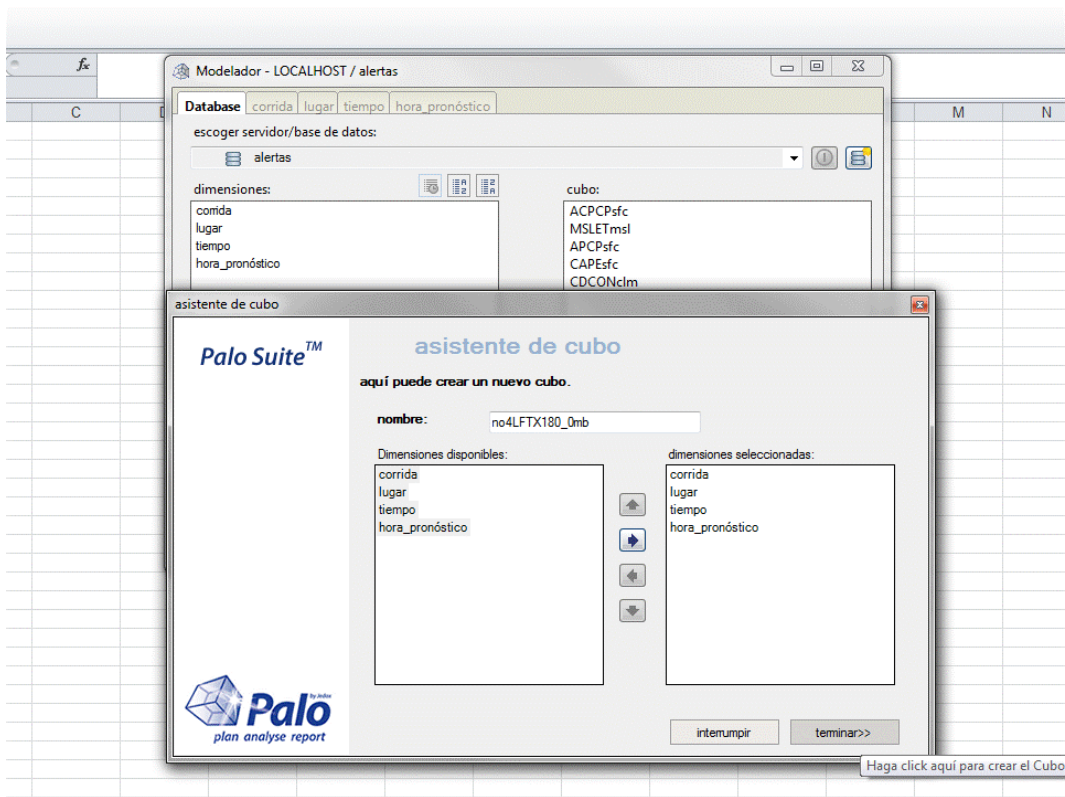 fx
Modelador - LOCALHOST / alertas
Database corrida lugar tiempo hora_pronóstico
C
M
N
escoger servidor/base de datos:
alertas
dimensiones:
cubo:
corrida
lugar
tiempo
hora_pronóstico
ACPCPsfc
MSLETmsl
APCPsfc
CAPEsfc
CDCONclm
asistente de cubo
Palo Suite™
asistente de cubo
aquí puede crear un nuevo cubo.
nombre: no4LFTX180_0mb
Dimensiones disponibles:
dimensiones seleccionadas:
corrida
lugar
tiempo
hora_pronóstico
corrida
lugar
tiempo
hora_pronóstico
by Jedox
Palo
plan analyse report
interrumpir
terminar>>
Haga click aquí para crear el Cubo